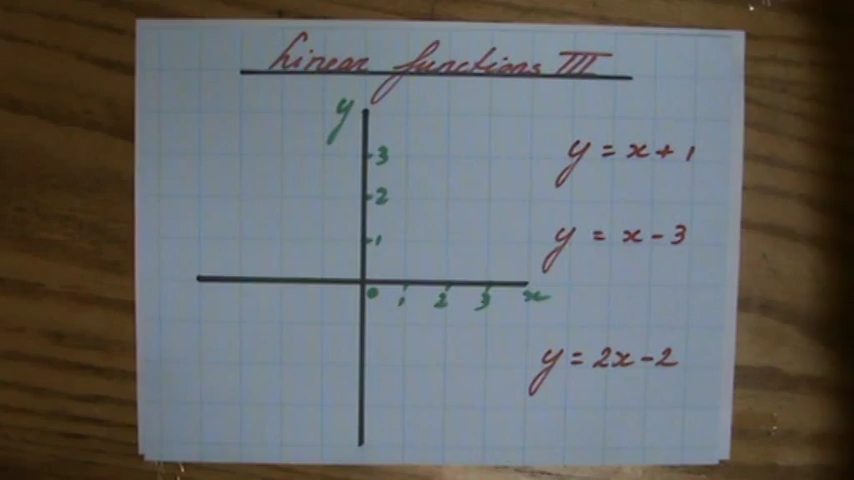 Linear functions III
y
3
2
1
0 1 2 3 x
y = x + 1
y = x - 3
y = 2x - 2